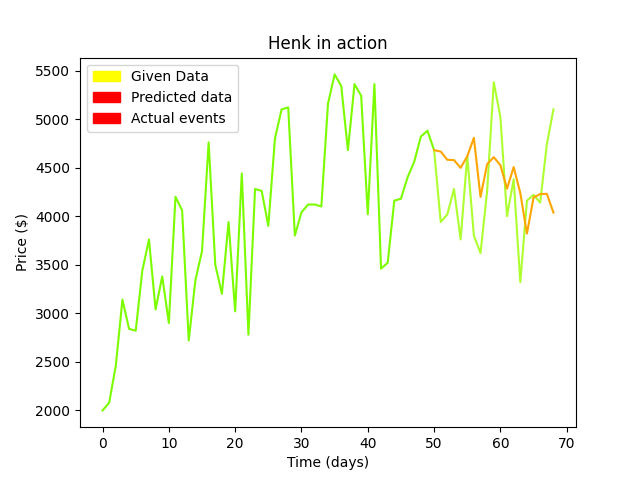 Henk in action
Given Data
Predicted data
Actual events
Price ($)
5500
5000
4500
4000
3500
3000
2500
2000
0 10 20 30 40 50 60 70
Time (days)